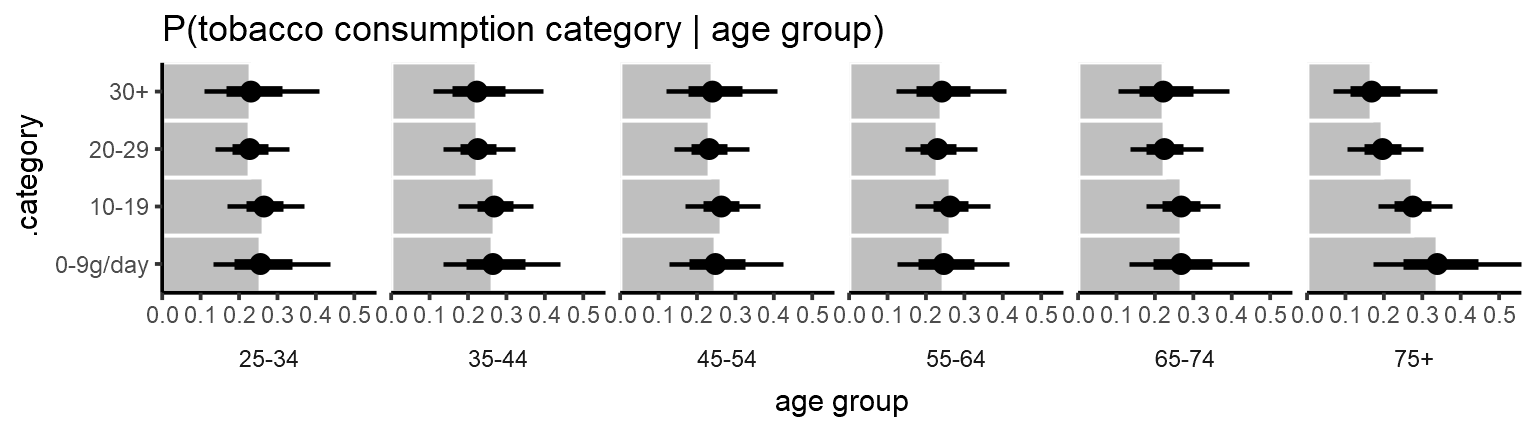 P(tobacco consumption category | age group)
.category
30+
20-29
10-19
0-9g/day
0.0 0.1 0.2 0.3 0.4 0.5 0.0 0.1 0.2 0.3 0.4 0.5 0.0 0.1 0.2 0.3 0.4 0.5 0.0 0.1 0.2 0.3 0.4 0.5 0.0 0.1 0.2 0.3 0.4 0.5 0.0 0.1 0.2 0.3 0.4 0.5
25-34 35-44 45-54 55-64 65-74 75+
age group